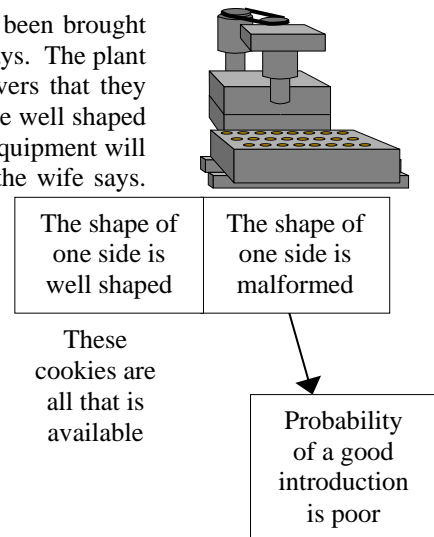 been brought
ys. The plant
vers that they
e well shaped
quipment will
the wife says.
The shape of
one side is
well shaped
The shape of
one side is
malformed
These
cookies are
all that is
available
Probability
of a good
introduction
is poor